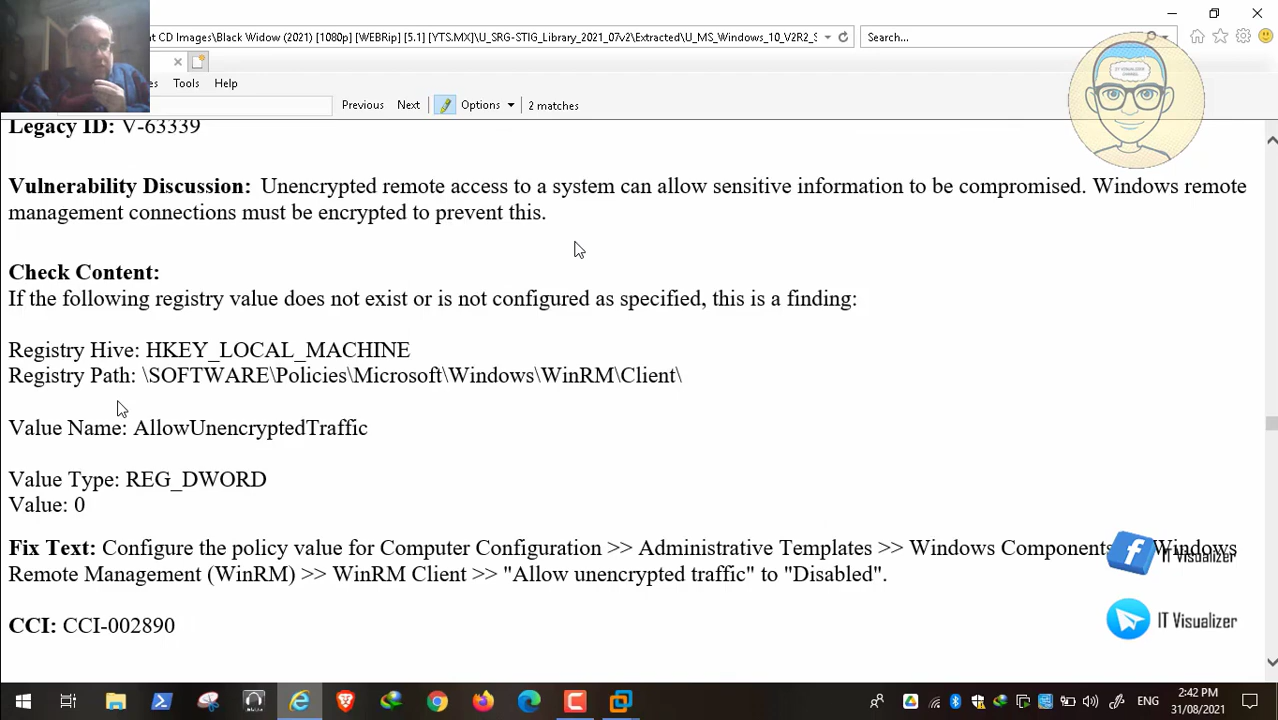 nt CD Images\Black Widow (2021) [1080p] [WEBRip] [5.1] [YTS.MX]\U_SRG-STIG_Library_2021_07v2\Extracted\U_MS_Windows_10_V2R2_S
Search...
IT VISUALIZER
CHANNEL
es Tools Help
Previous Next Options 2 matches
Legacy ID: V-63339
Vulnerability Discussion: Unencrypted remote access to a system can allow sensitive information to be compromised. Windows remote
management connections must be encrypted to prevent this.
Check Content:
If the following registry value does not exist or is not configured as specified, this is a finding:
Registry Hive: HKEY_LOCAL_MACHINE
Registry Path: \SOFTWARE\Policies\Microsoft\Windows\WinRM\Client\
Value Name: AllowUnencryptedTraffic
Value Type: REG_DWORD
Value: 0
Fix Text: Configure the policy value for Computer Configuration >> Administrative Templates >> Windows Components Windows
Remote Management (WinRM) >> WinRM Client >> "Allow unencrypted traffic" to "Disabled".
IT Visualizer
CCI: CCI-002890
IT Visualizer
ENG
2:42 PM
31/08/2021